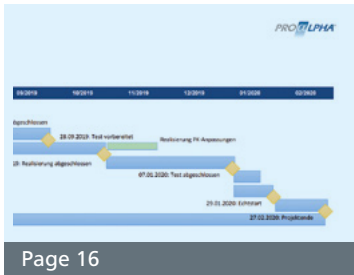 PROALPHA
09/2019 10/2019 11/2019 12/2019 01/2020 02/2020
bgeschlossen
28.09.2019: Test vorbereitet
Realisierung FK-Anpassungen
Realisierung abgeschlossen
07.01.2020: Test abgeschlossen
23.01.2020: Echtstart
27.02.2020: Projektende
Page 16